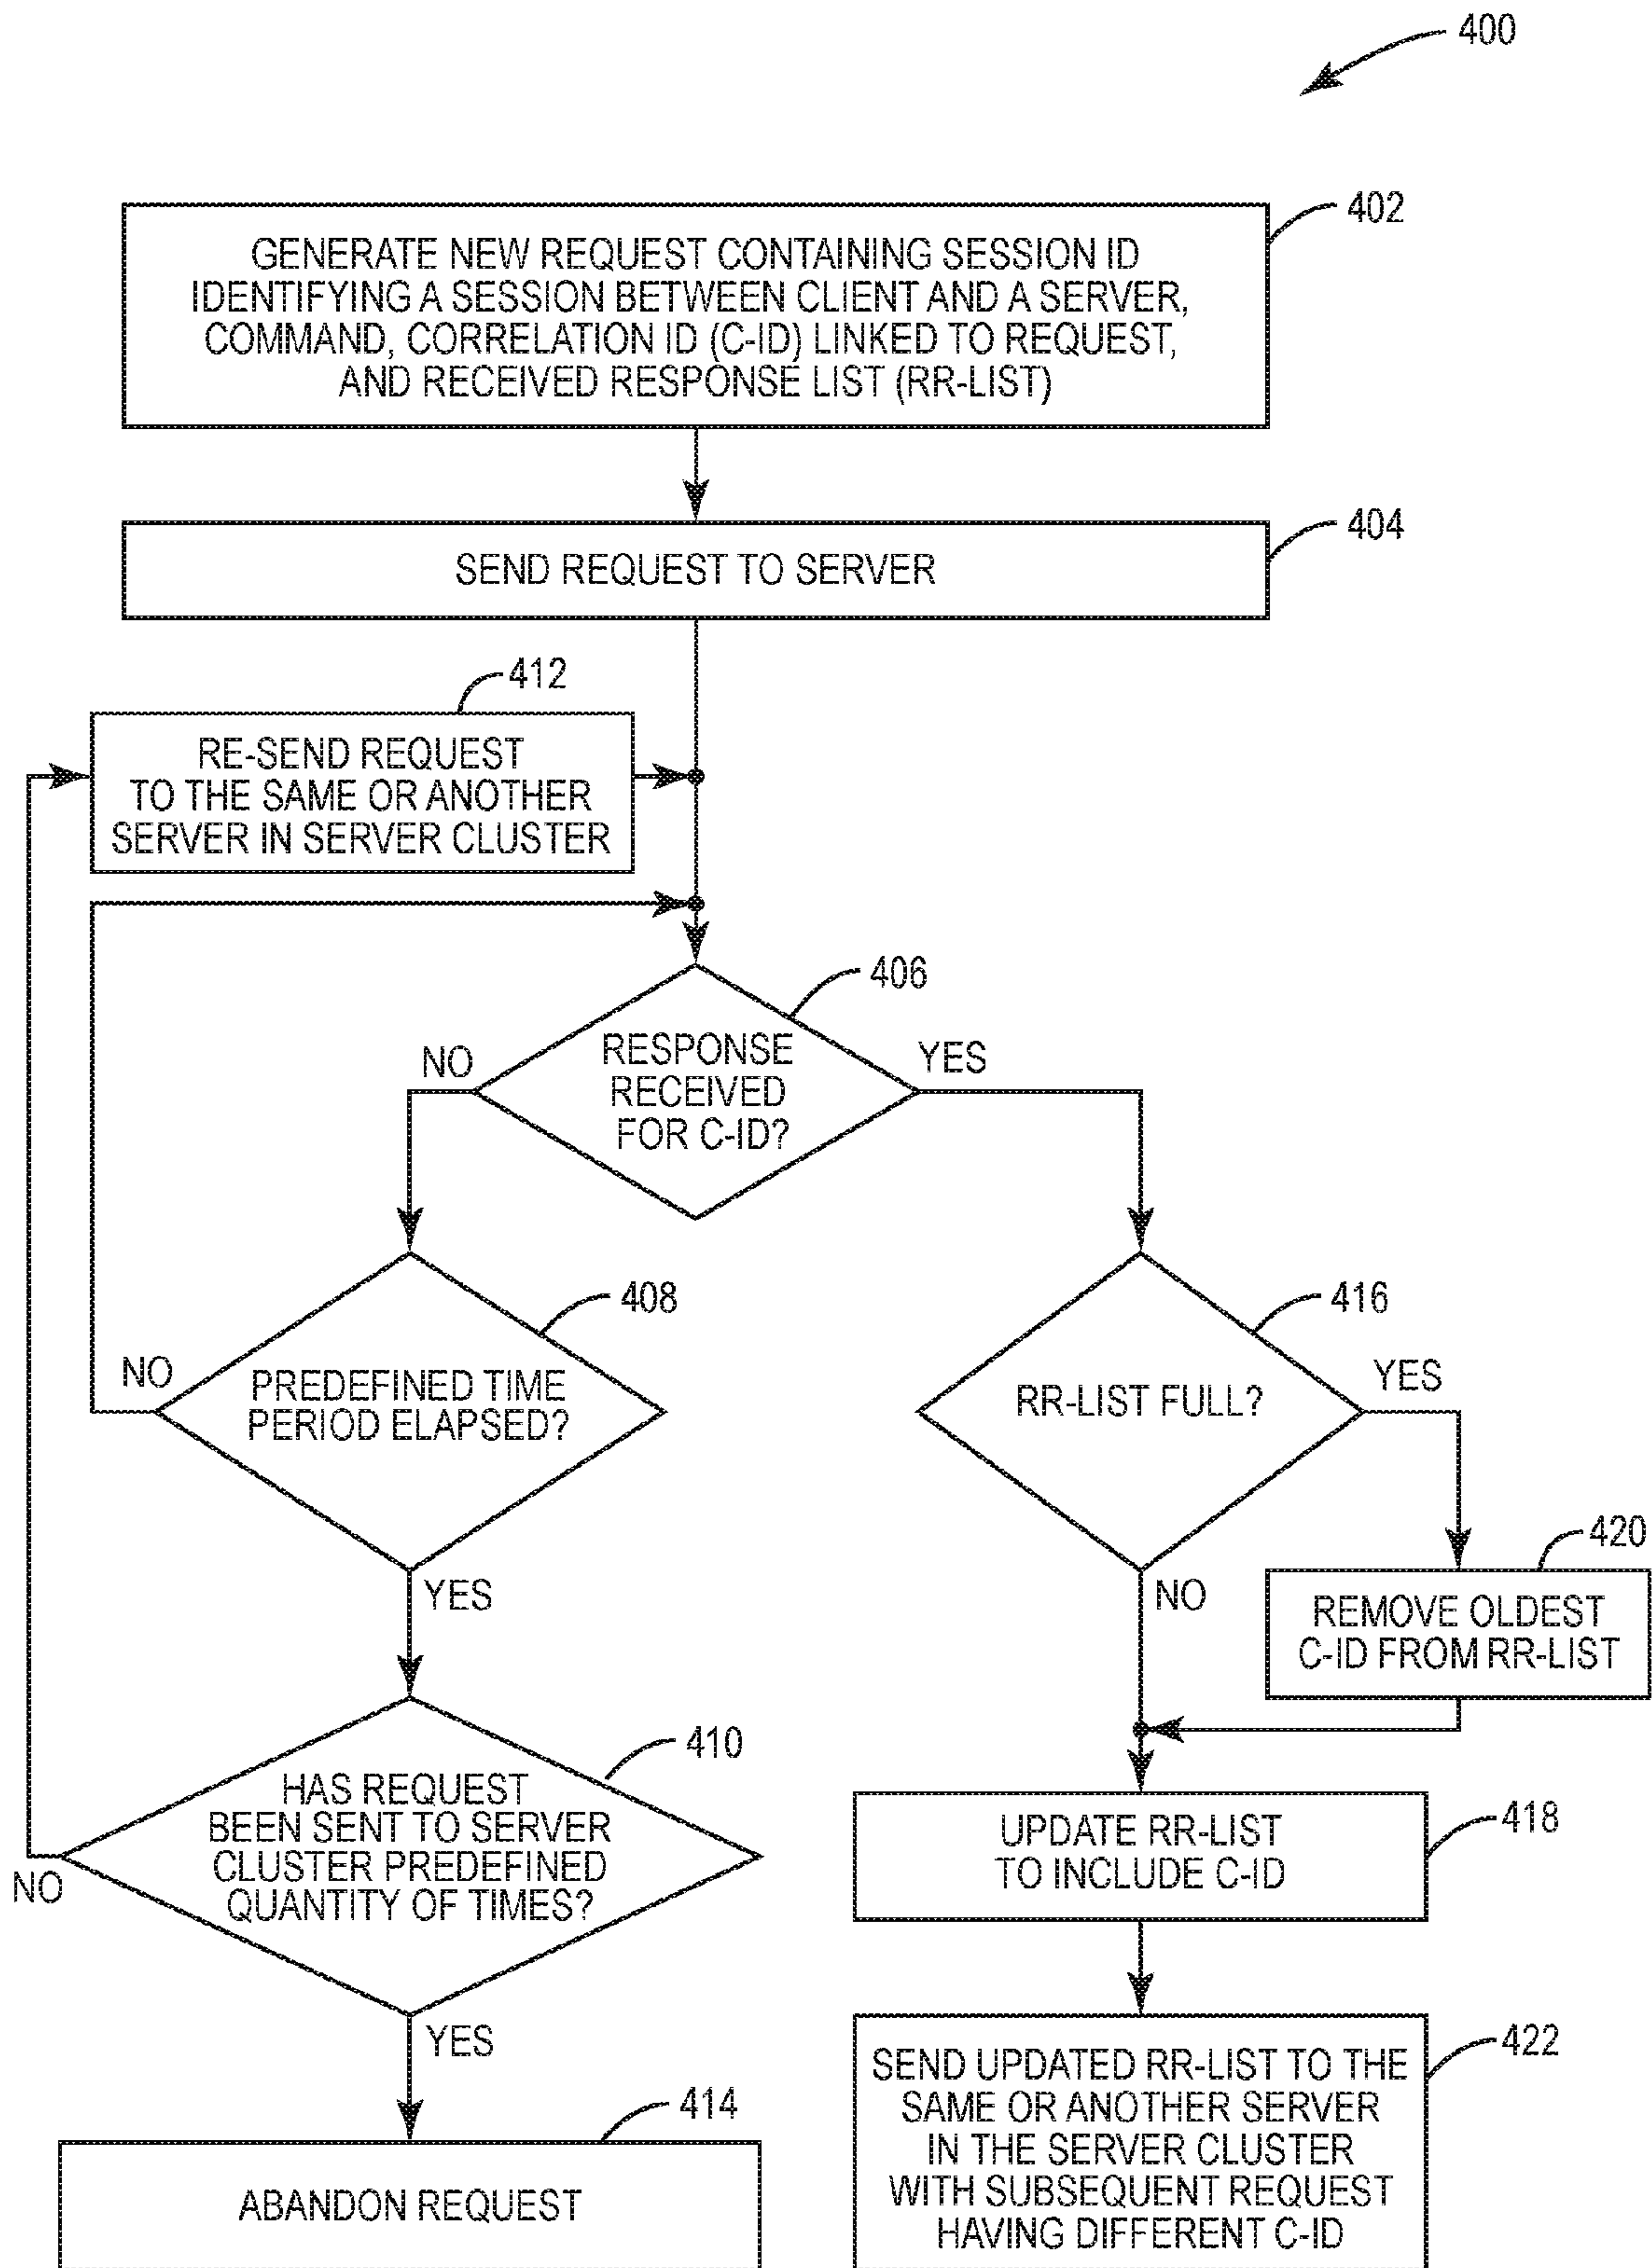 400
402
GENERATE NEW REQUEST CONTAINING SESSION ID
IDENTIFYING A SESSION BETWEEN CLIENT AND A SERVER,
COMMAND, CORRELATION ID (C-ID) LINKED TO REQUEST,
AND RECEIVED RESPONSE LIST (RR-LIST)
404
SEND REQUEST TO SERVER
412
RE-SEND REQUEST
TO THE SAME OR ANOTHER
SERVER IN SERVER CLUSTER
406
RESPONSE
RECEIVED
FOR C-ID?
NO
YES
408
PREDEFINED TIME
PERIOD ELAPSED?
NO
YES
416
RR-LIST FULL?
YES
NO
420
REMOVE OLDEST
C-ID FROM RR-LIST
410
HAS REQUEST
BEEN SENT TO SERVER
CLUSTER PREDEFINED
QUANTITY OF TIMES?
NO
YES
418
UPDATE RR-LIST
TO INCLUDE C-ID
414
ABANDON REQUEST
422
SEND UPDATED RR-LIST TO THE
SAME OR ANOTHER SERVER
IN THE SERVER CLUSTER
WITH SUBSEQUENT REQUEST
HAVING DIFFERENT C-ID